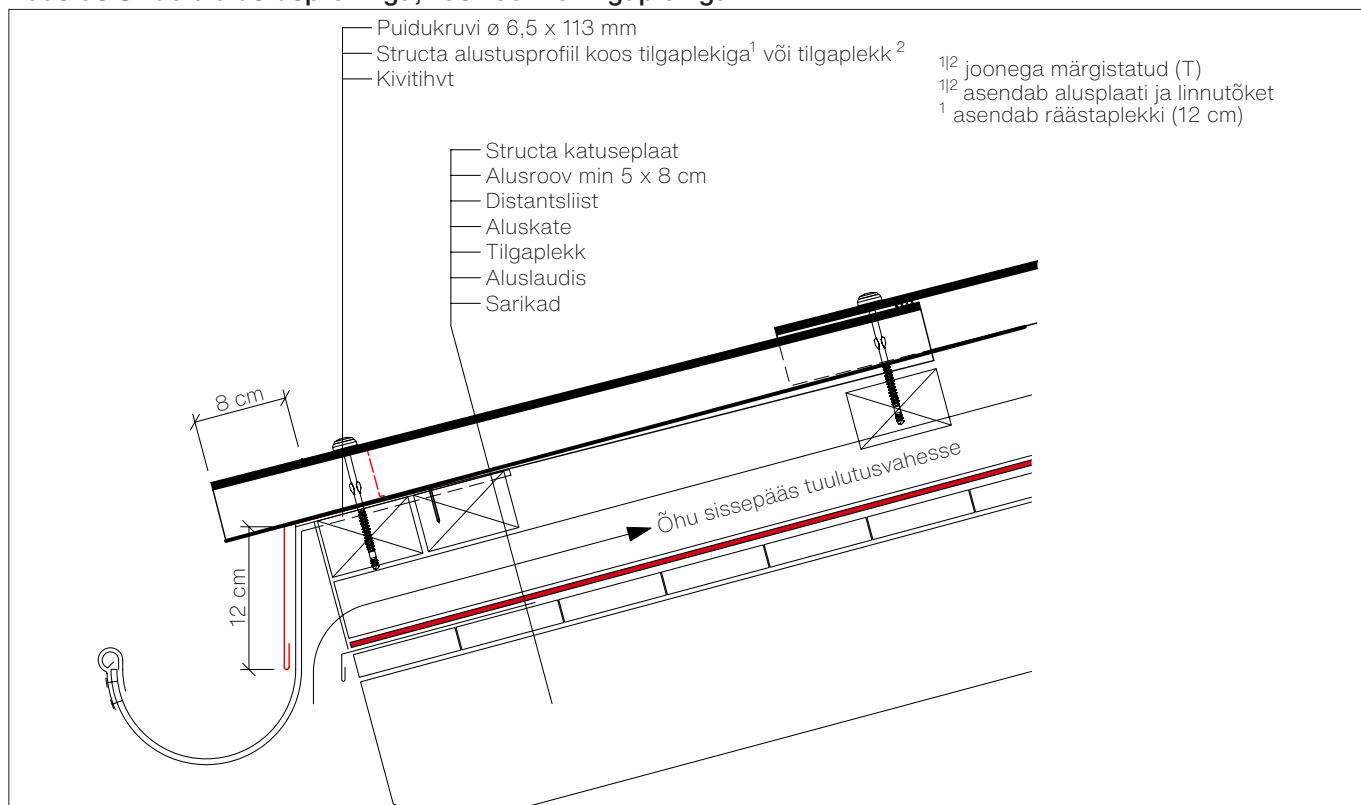 Puidukruvi ø 6,5 x 113 mm
Structa alustusprofiil koos tilgaplekiga¹ või tilgaplekk ²
Kivitihvt
¹|² joonega märgistatud (T)
¹|² asendab alusplaati ja linnutõket
¹ asendab räästaplekki (12 cm)
Structa katuseplaat
Alusroov min 5 x 8 cm
Distantsliist
Aluskate
Tilgaplekk
Aluslaudis
Sarikad
8 cm
Õhu sissepääs tuulutusvahesse
12 cm